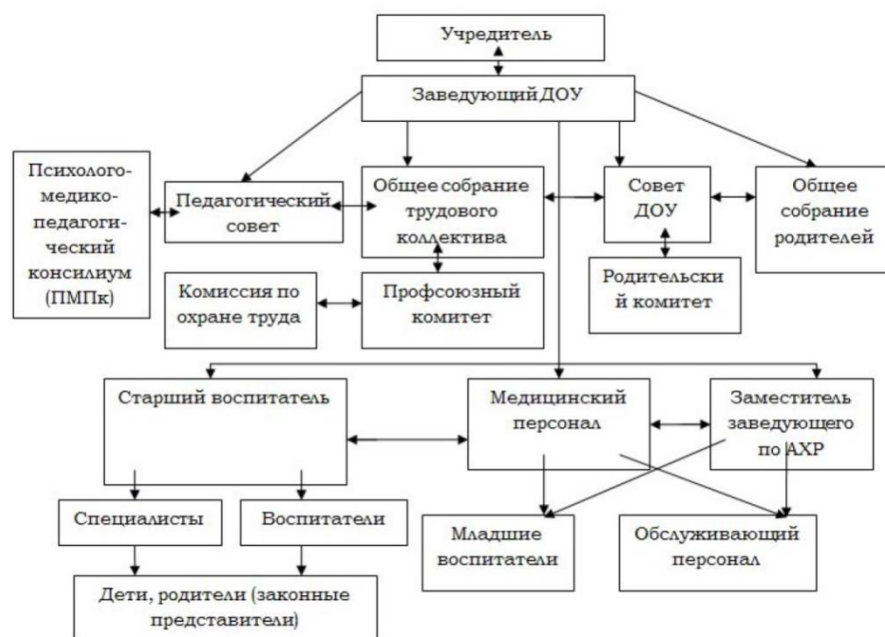 Учредитель
Заведующий ДОУ
Психолого-
медико-
педагоги-
ческий
консилиум
(ПМПк)
Педагогический
совет
Общее собрание
трудового
коллектива
Совет
ДОУ
Общее
собрание
родителей
Комиссия по
охране труда
Профсоюзный
комитет
Родительски
й комитет
Старший воспитатель
Медицинский
персонал
Заместитель
заведующего
по АХР
Специалисты
Воспитатели
Младшие
воспитатели
Обслуживающий
персонал
Дети, родители (законные
представители)